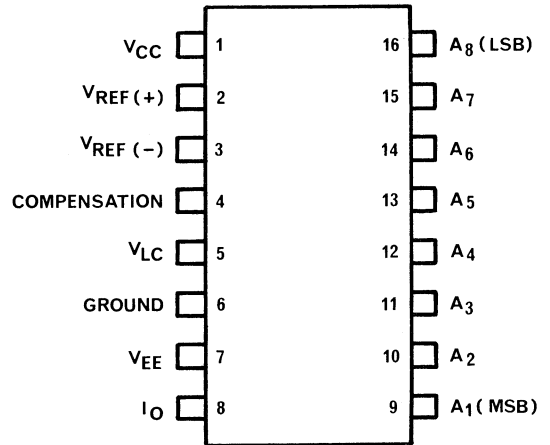 VCC 1 16 A8 (LSB)
VREF (+) 2 15 A7
VREF (−) 3 14 A6
COMPENSATION 4 13 A5
VLC 5 12 A4
GROUND 6 11 A3
VEE 7 10 A2
IO 8 9 A1 (MSB)